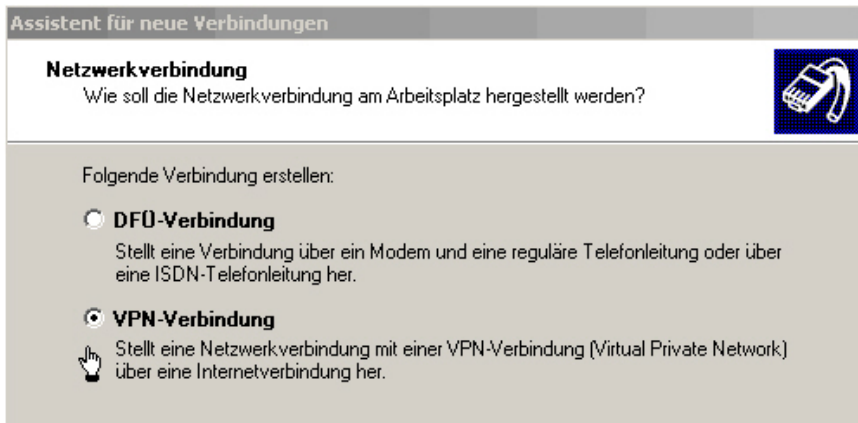 Assistent für neue Verbindungen
Netzwerkverbindung
Wie soll die Netzwerkverbindung am Arbeitsplatz hergestellt werden?
Folgende Verbindung erstellen:
DFÜ-Verbindung
Stellt eine Verbindung über ein Modem und eine reguläre Telefonleitung oder über
eine ISDN-Telefonleitung her.
VPN-Verbindung
Stellt eine Netzwerkverbindung mit einer VPN-Verbindung (Virtual Private Network)
über eine Internetverbindung her.